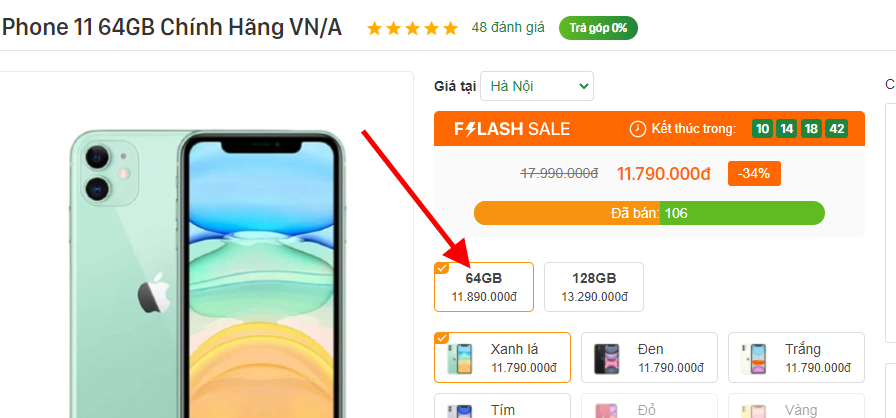 Phone 11 64GB Chính Hãng VN/A 48 đánh giá Trả góp 0%
Giá tại Hà Nội
FLASH SALE Kết thúc trong: 10 14 18 42
17.990.000đ 11.790.000đ -34%
Đã bán: 106
64GB 128GB
11.890.000đ 13.290.000đ
Xanh lá Đen Trắng
11.790.000đ 11.790.000đ 11.790.000đ
Tím Đỏ Vàng